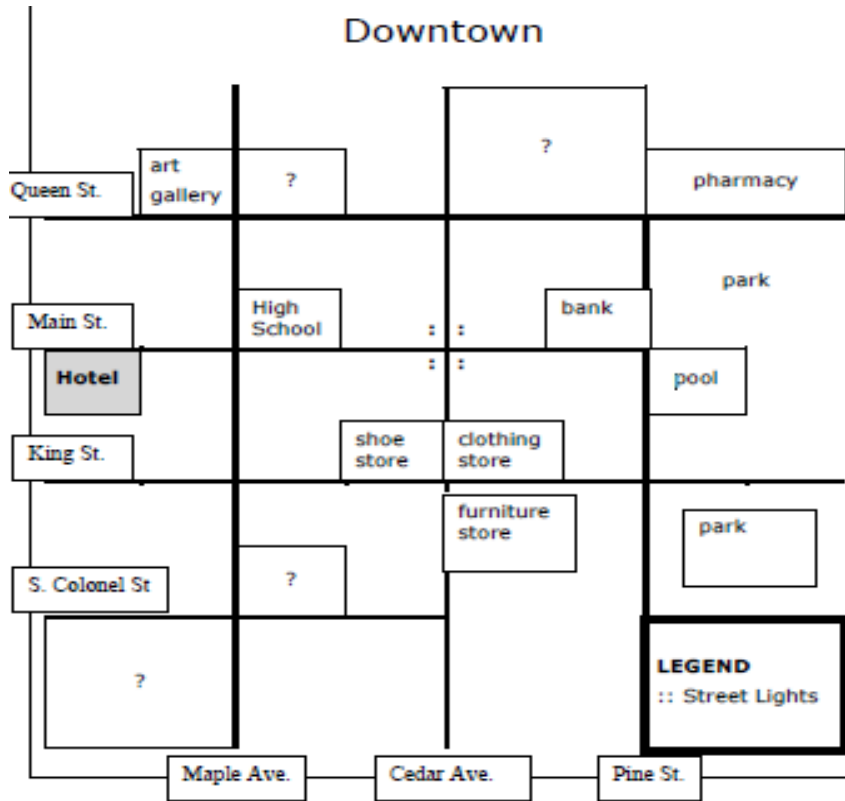 Downtown
?
art
gallery
?
pharmacy
Queen St.
park
High
School
: :
bank
Main St.
: :
Hotel
pool
shoe
store
clothing
store
King St.
furniture
store
park
?
S. Colonel St
?
LEGEND
:: Street Lights
Maple Ave.
Cedar Ave.
Pine St.